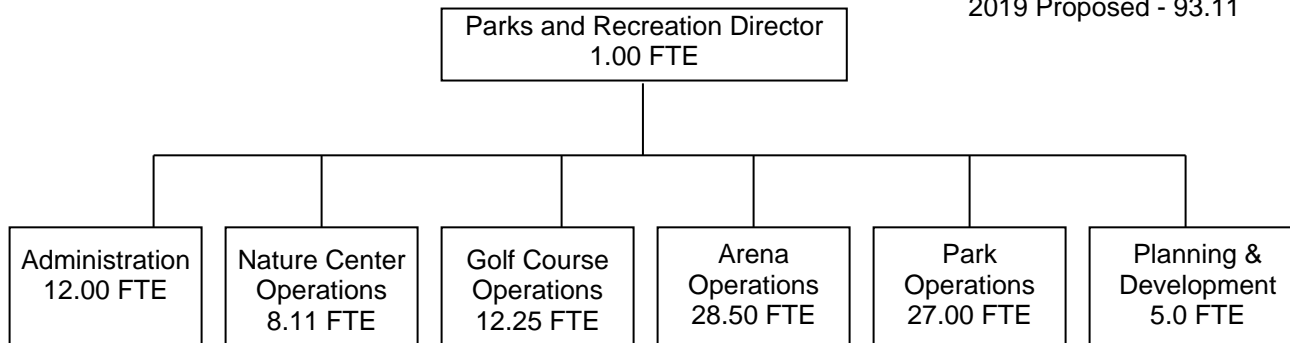 2019 Proposed - 93.11
Parks and Recreation Director
1.00 FTE
Administration
12.00 FTE
Nature Center
Operations
8.11 FTE
Golf Course
Operations
12.25 FTE
Arena
Operations
28.50 FTE
Park
Operations
27.00 FTE
Planning &
Development
5.0 FTE